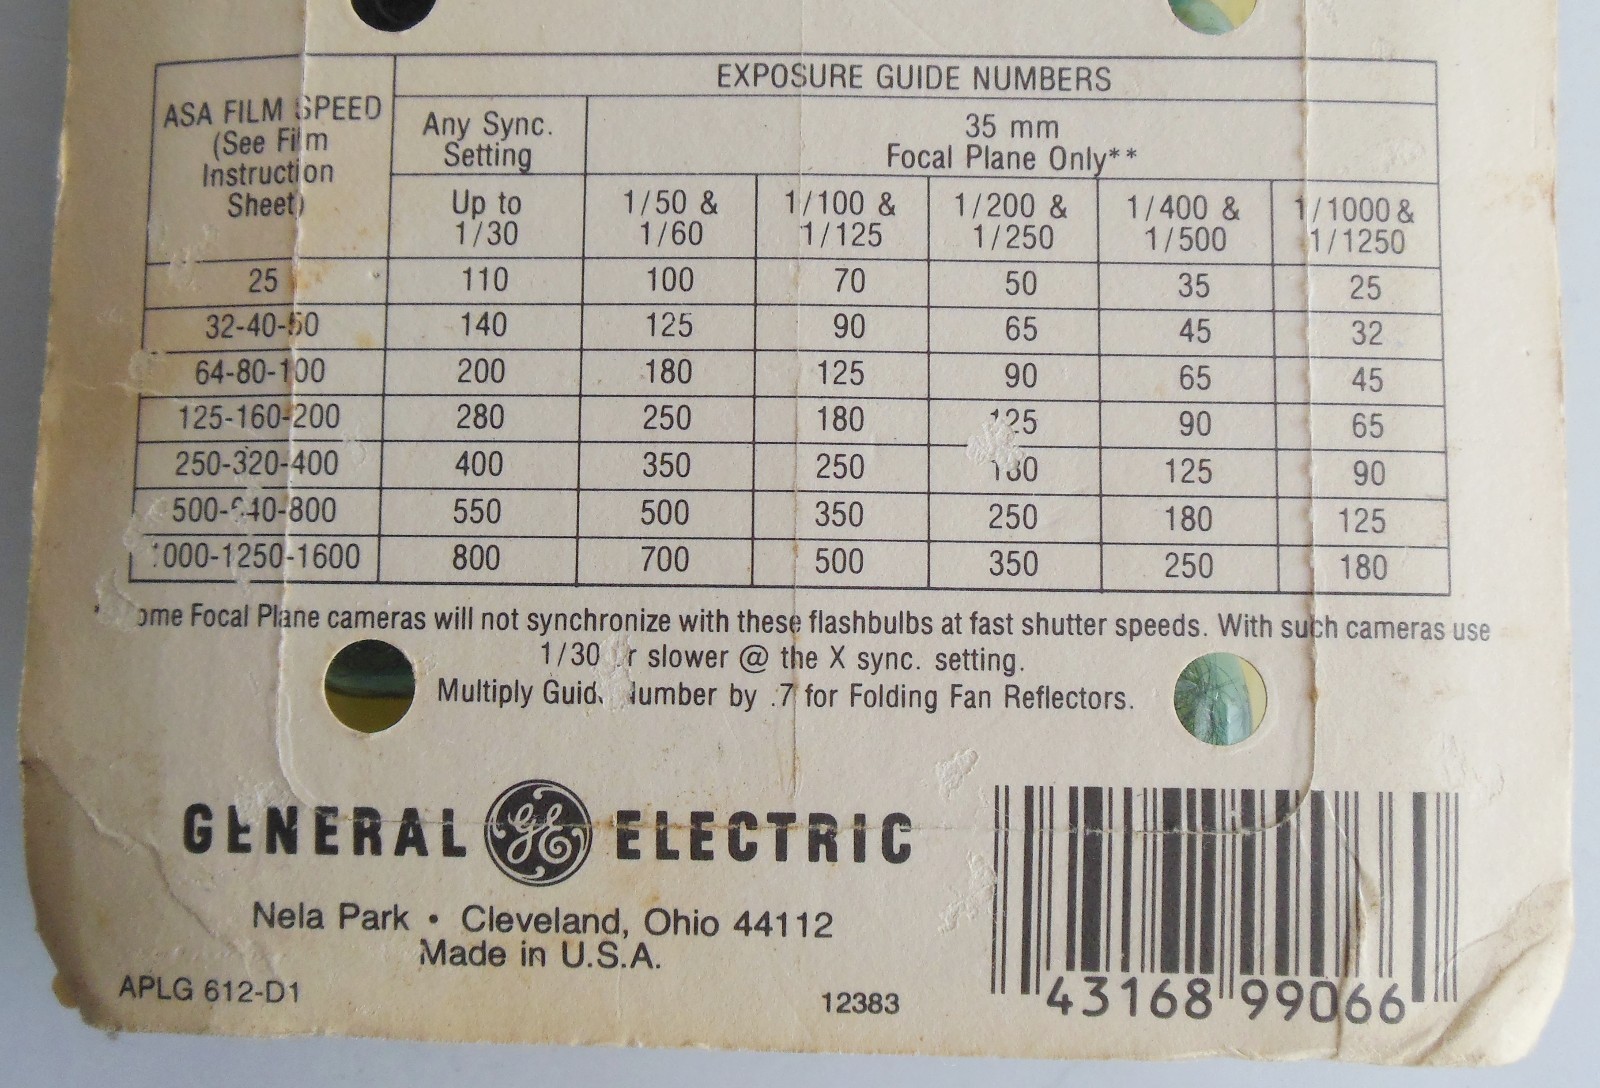 EXPOSURE GUIDE NUMBERS
ASA FILM SPEED
(See Film
Instruction
Sheet)
Any Sync.
Setting
35 mm
Focal Plane Only**
Up to
1/30
1/50 &
1/60
1/100 &
1/125
1/200 &
1/250
1/400 &
1/500
1/1000 &
1/1250
25 110 100 70 50 35 25
32-40-50 140 125 90 65 45 32
64-80-100 200 180 125 90 65 45
125-160-200 280 250 180 125 90 65
250-320-400 400 350 250 180 125 90
500-640-800 550 500 350 250 180 125
1000-1250-1600 800 700 500 350 250 180
Some Focal Plane cameras will not synchronize with these flashbulbs at fast shutter speeds. With such cameras use
1/30 or slower @ the X sync. setting.
Multiply Guide Number by .7 for Folding Fan Reflectors.
GENERAL GE ELECTRIC
Nela Park • Cleveland, Ohio 44112
Made in U.S.A.
APLG 612-D1
12383
43168 99066